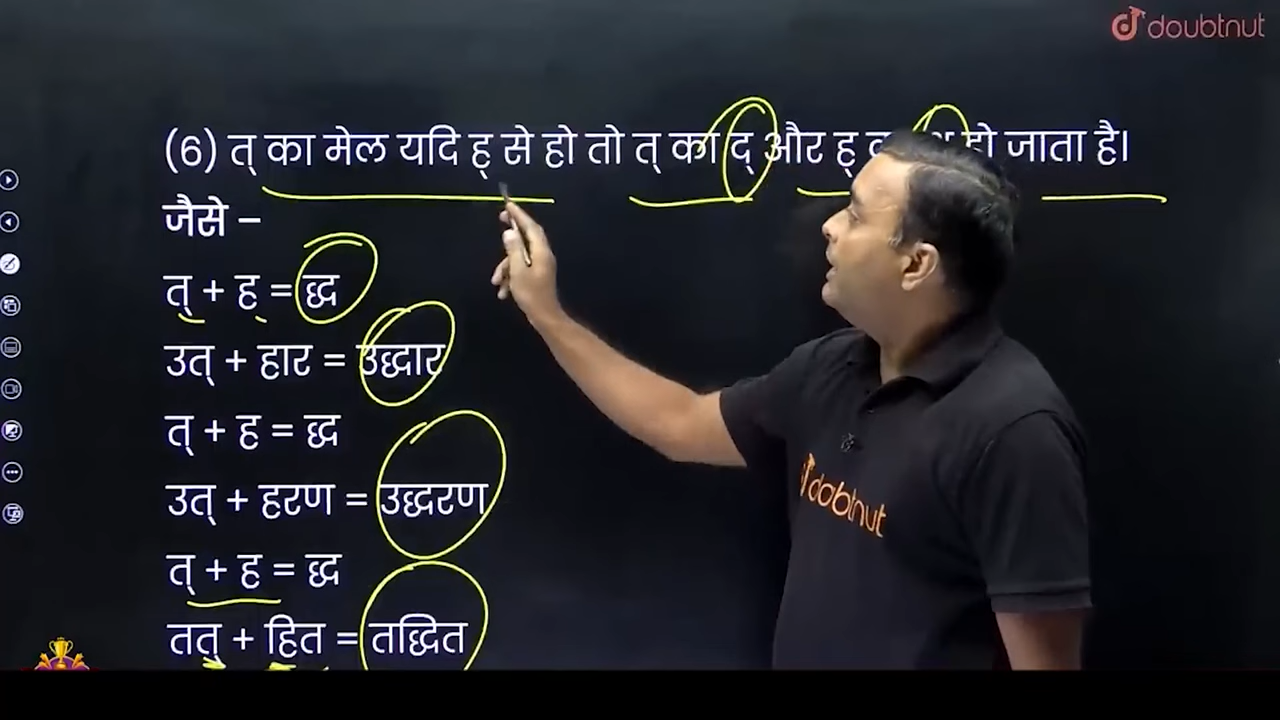 doubtnut
(6) त् का मेल यदि ह् से हो तो त् का द् और ह् हो जाता है।
जैसे –
त् + ह = द्ध
उत् + हार = उद्धार
त् + ह = द्ध
उत् + हरण = उद्धरण
त् + ह = द्ध
तत् + हित = तद्धित
doubtnut